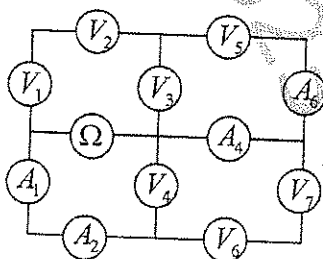 V₂ V₅
V₁ V₃ A₆
Ω A₄
A₁ V₄ V₇
A₂ V₆